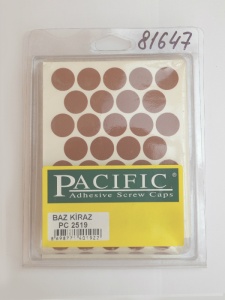 81647
PACIFIC®
Adhesive Screw Caps
BAZ KİRAZ
PC 2519